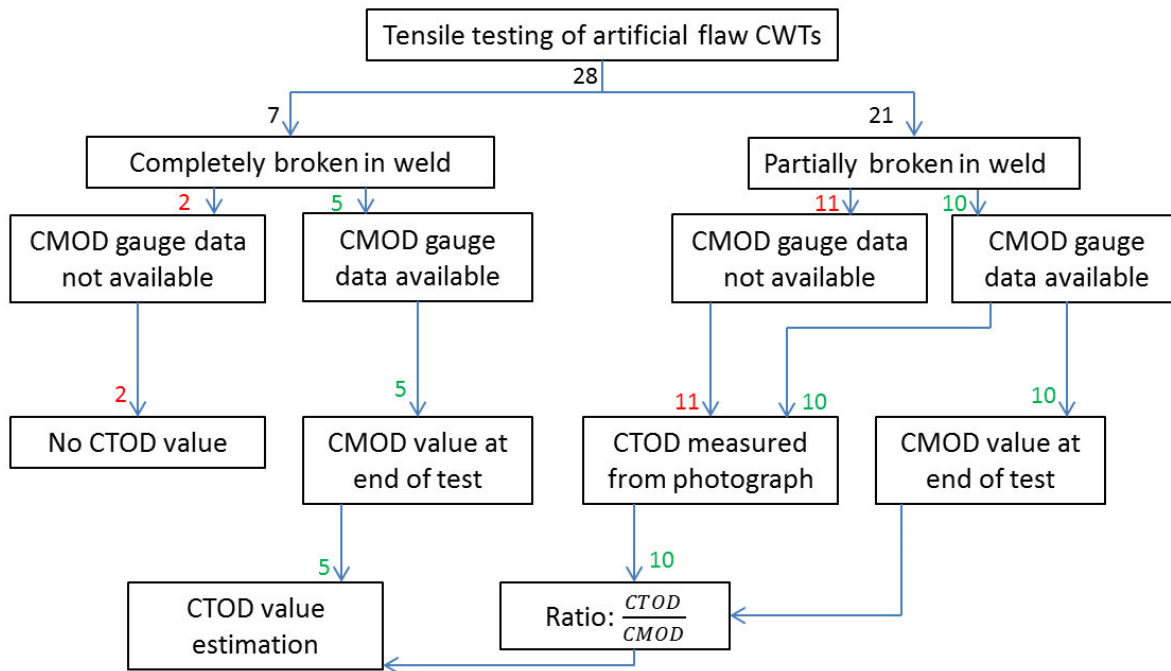 Tensile testing of artificial flaw CWTs
28
7
21
Completely broken in weld
Partially broken in weld
2
5
11
10
CMOD gauge data
not available
CMOD gauge
data available
CMOD gauge data
not available
CMOD gauge
data available
2
5
11
10
10
No CTOD value
CMOD value at
end of test
CTOD measured
from photograph
CMOD value at
end of test
5
10
CTOD value
estimation
Ratio: CTOD
CMOD